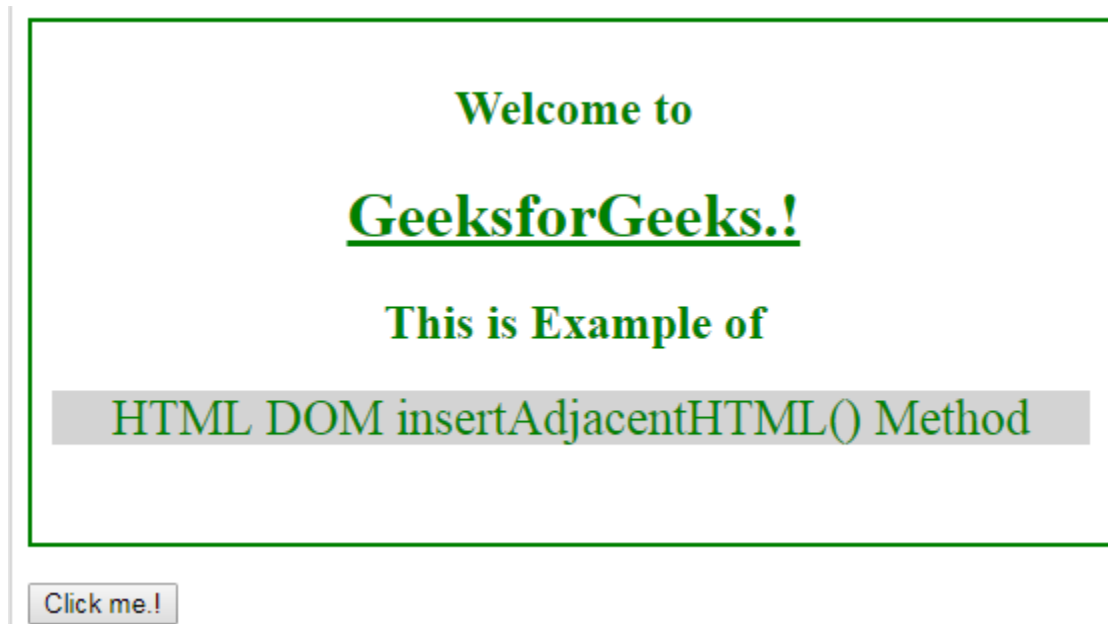 Welcome to
GeeksforGeeks.!
This is Example of
HTML DOM insertAdjacentHTML() Method
Click me.!